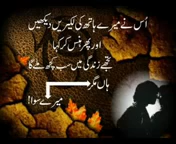 اُس نے میرے ہاتھ کی لکیریں دیکھیں
اور پھر ہنس کر کہا
تجھے زندگی میں سب کچھ ملے گا
ہاں مگر
میرے سوا!